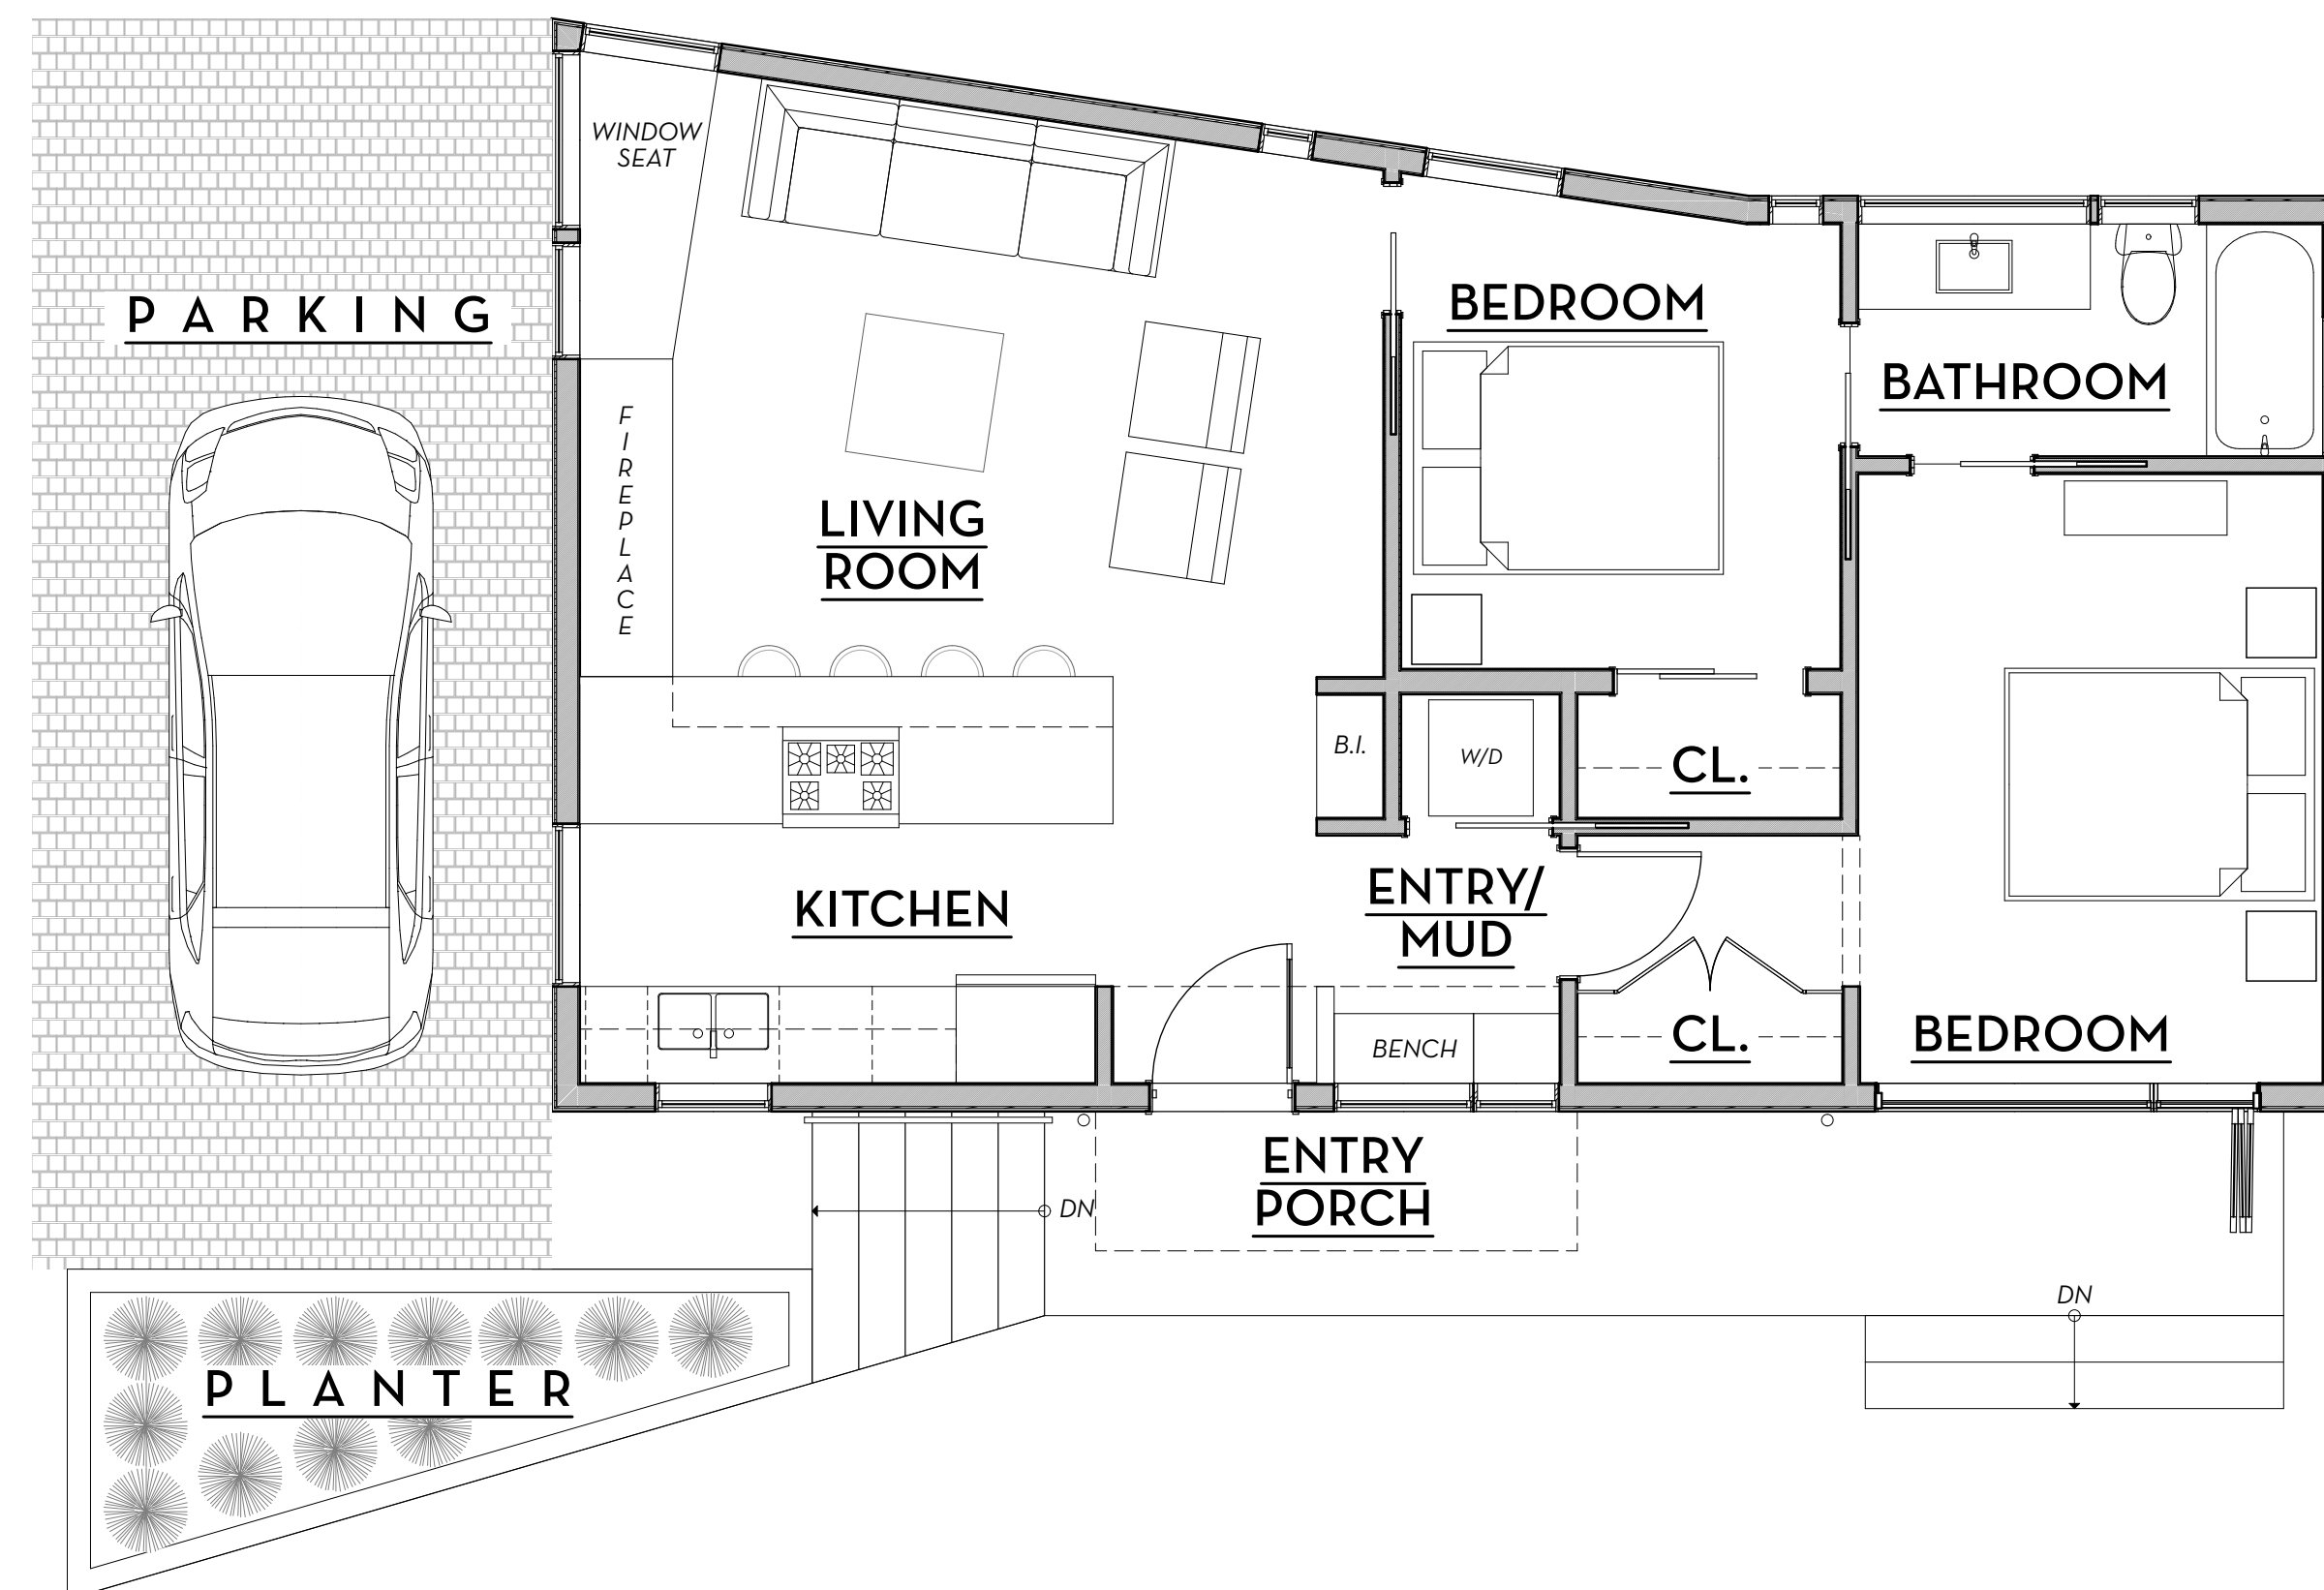 WINDOW
SEAT
PARKING
BEDROOM
BATHROOM
FIREPLACE
LIVING
ROOM
B.I.
W/D
CL.
KITCHEN
ENTRY/
MUD
BENCH
CL.
BEDROOM
ENTRY
PORCH
DN
DN
PLANTER